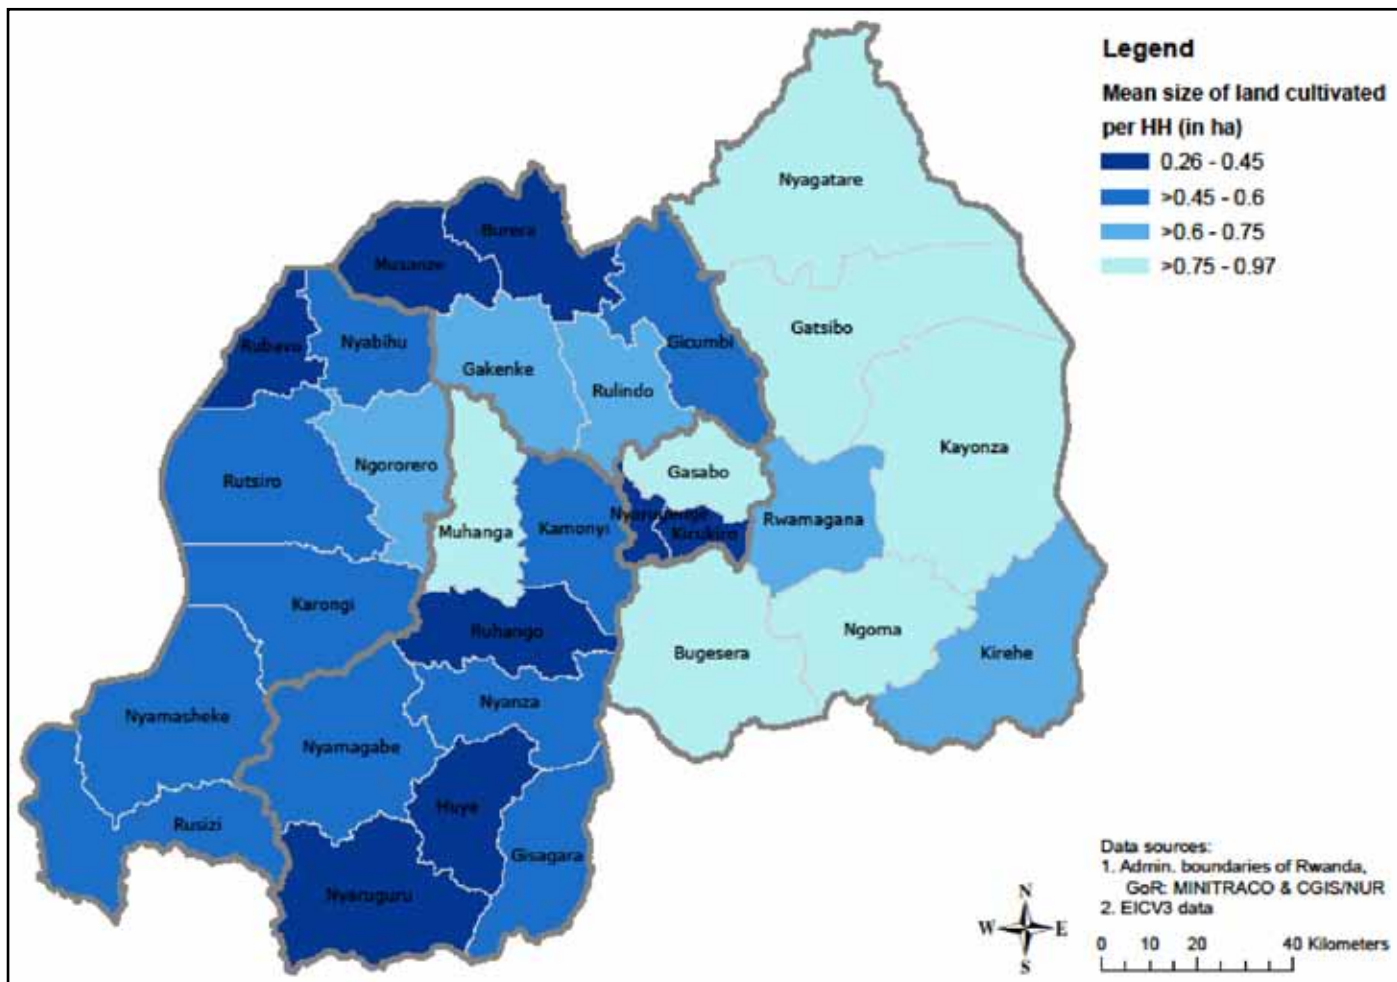 Legend
Mean size of land cultivated
per HH (in ha)
0.26 - 0.45
>0.45 - 0.6
>0.6 - 0.75
>0.75 - 0.97
Nyagatare
Burera
Musanze
Gatsibo
Rubavu
Nyabihu
Gicumbi
Gakenke
Rulindo
Kayonza
Ngororero
Gasabo
Rutsiro
Nyarugenge
Rwamagana
Muhanga
Kamonyi
Kicukiro
Karongi
Ruhango
Ngoma
Bugesera
Kirehe
Nyanza
Nyamasheke
Nyamagabe
Huye
Rusizi
Gisagara
Nyaruguru
Data sources:
1. Admin. boundaries of Rwanda,
GoR: MINITRACO & CGIS/NUR
2. EICV3 data
N
W E
S
0 10 20 40 Kilometers